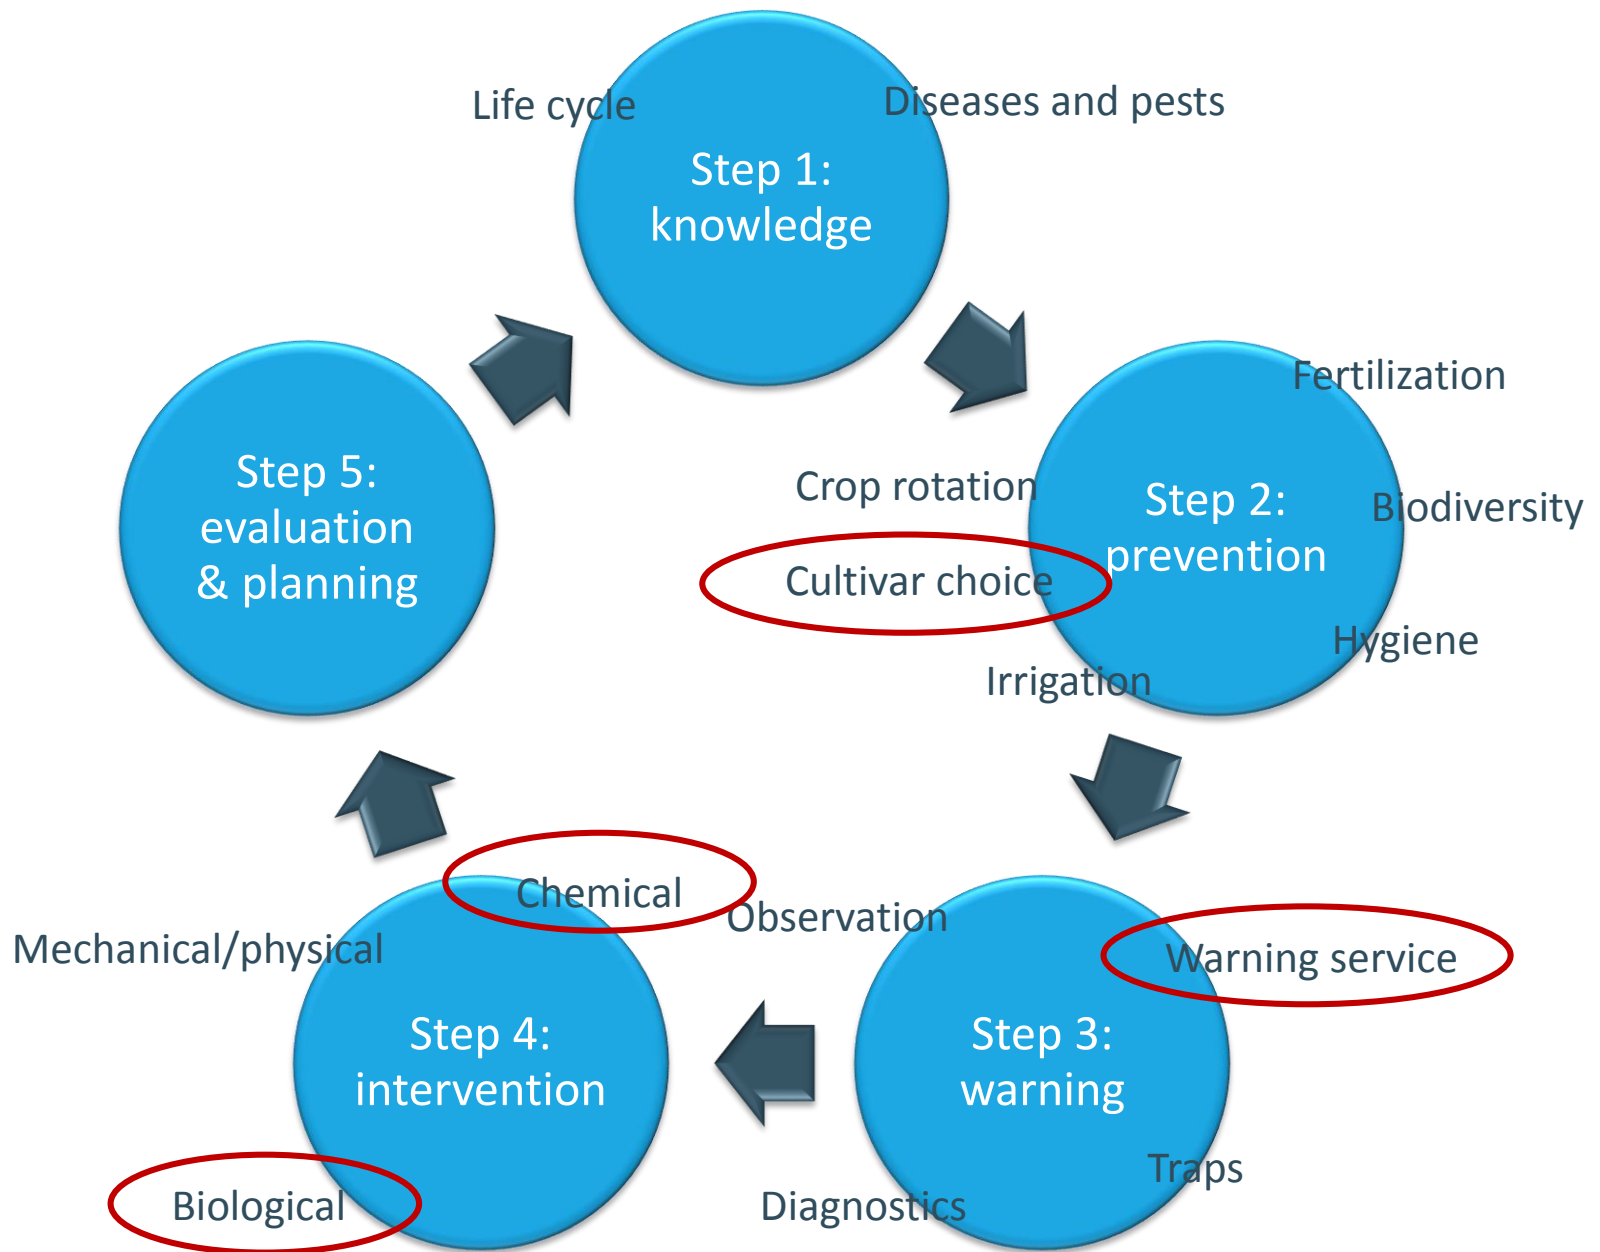 Life cycle
Diseases and pests
Step 1:
knowledge
Fertilization
Crop rotation
Step 2:
prevention
Biodiversity
Cultivar choice
Hygiene
Irrigation
Step 5:
evaluation
& planning
Chemical
Observation
Mechanical/physical
Warning service
Step 4:
intervention
Step 3:
warning
Traps
Biological
Diagnostics